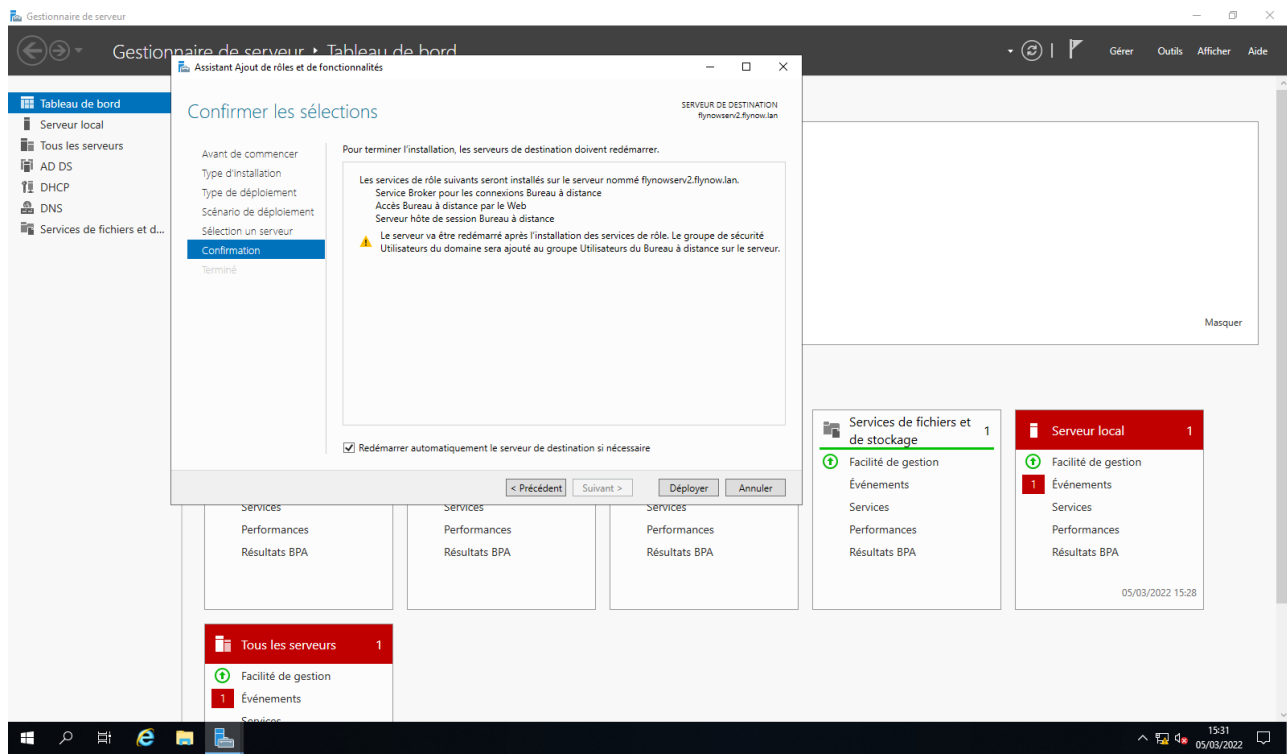 Gestionnaire de serveur
Gestionnaire de serveur • Tableau de bord
Gérer
Outils
Afficher
Aide
Tableau de bord
Serveur local
Tous les serveurs
AD DS
DHCP
DNS
Services de fichiers et d...
Assistant Ajout de rôles et de fonctionnalités
Confirmer les sélections
SERVEUR DE DESTINATION
flynowserv2.flynow.lan
Avant de commencer
Type d'installation
Type de déploiement
Scénario de déploiement
Sélection un serveur
Confirmation
Terminé
Pour terminer l'installation, les serveurs de destination doivent redémarrer.
Les services de rôle suivants seront installés sur le serveur nommé flynowserv2.flynow.lan.
Service Broker pour les connexions Bureau à distance
Accès Bureau à distance par le Web
Serveur hôte de session Bureau à distance
Le serveur va être redémarré après l'installation des services de rôle. Le groupe de sécurité
Utilisateurs du domaine sera ajouté au groupe Utilisateurs du Bureau à distance sur le serveur.
Redémarrer automatiquement le serveur de destination si nécessaire
< Précédent
Suivant >
Déployer
Annuler
Masquer
Services
Performances
Résultats BPA
Services
Performances
Résultats BPA
Services
Performances
Résultats BPA
Services de fichiers et
de stockage
1
Facilité de gestion
Événements
Services
Performances
Résultats BPA
Serveur local
1
Facilité de gestion
1
Événements
Services
Performances
Résultats BPA
05/03/2022 15:28
Tous les serveurs
1
Facilité de gestion
1
Événements
Services
15:31
05/03/2022